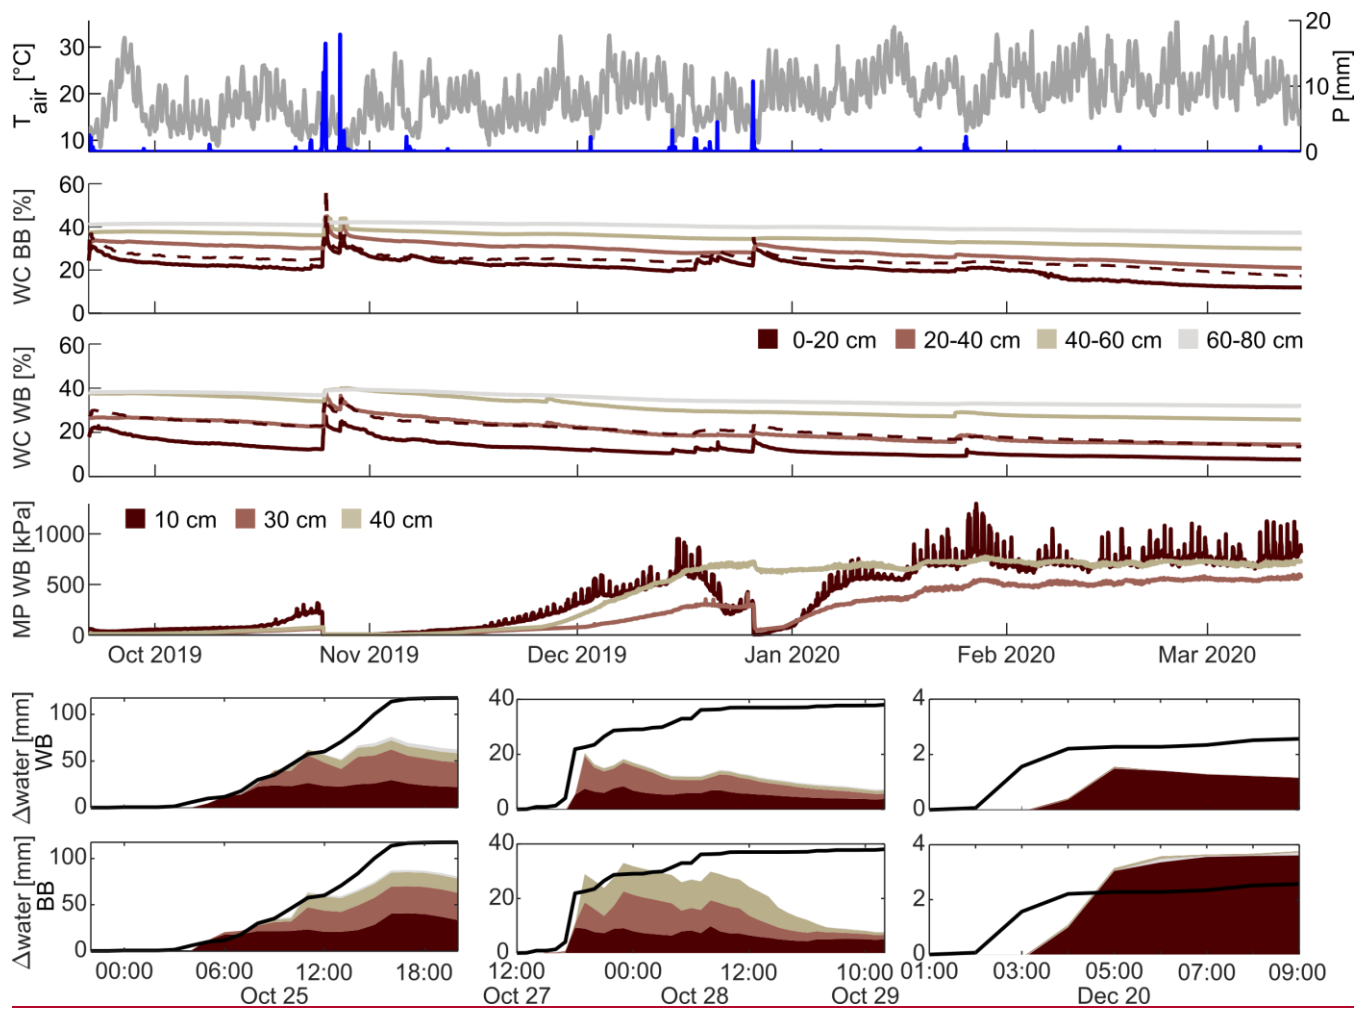 T air [°C]
30
20
10
20
10
0
P [mm]
WC BB [%]
60
40
20
0
0-20 cm 20-40 cm 40-60 cm 60-80 cm
WC WB [%]
60
40
20
0
MP WB [kPa]
10 cm 30 cm 40 cm
1000
500
0
Oct 2019 Nov 2019 Dec 2019 Jan 2020 Feb 2020 Mar 2020
△water [mm]
WB
100
50
0
40
20
0
4
2
0
△water [mm]
BB
100
50
0
40
20
0
4
2
0
00:00 06:00 12:00 18:00 12:00 00:00 12:00 10:00 01:00 03:00 05:00 07:00 09:00
Oct 25 Oct 27 Oct 28 Oct 29 Dec 20